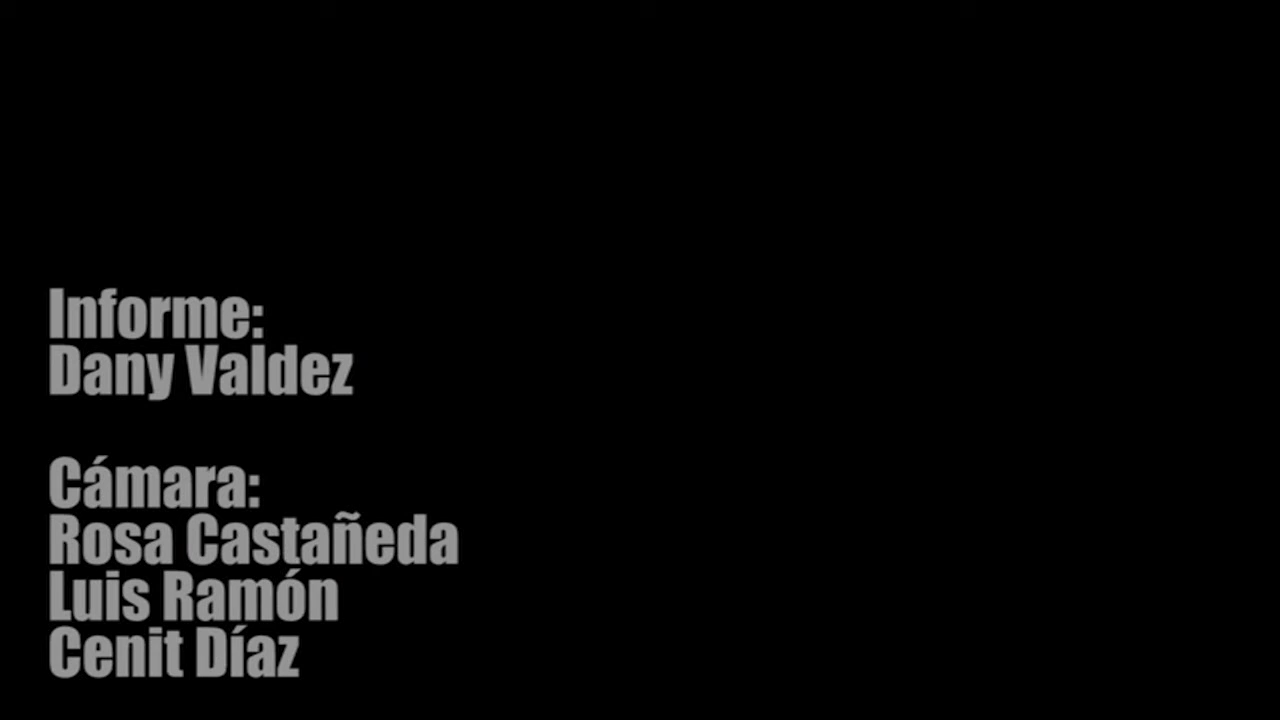 Informe:
Dany Valdez
Cámara:
Rosa Castañeda
Luis Ramón
Cenit Díaz